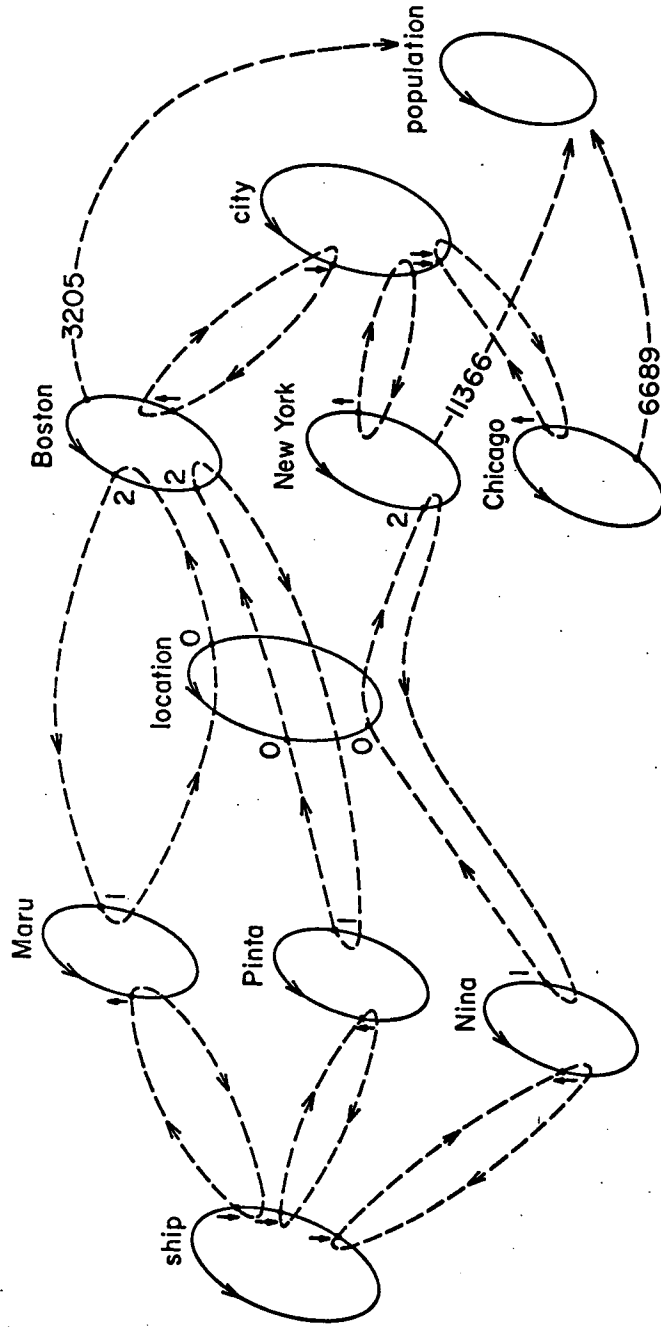 ship
Maru
1
Pinta
1
Nina
1
location
0
0
0
Boston
2
2
3205
New York
2
11366
Chicago
6689
city
population